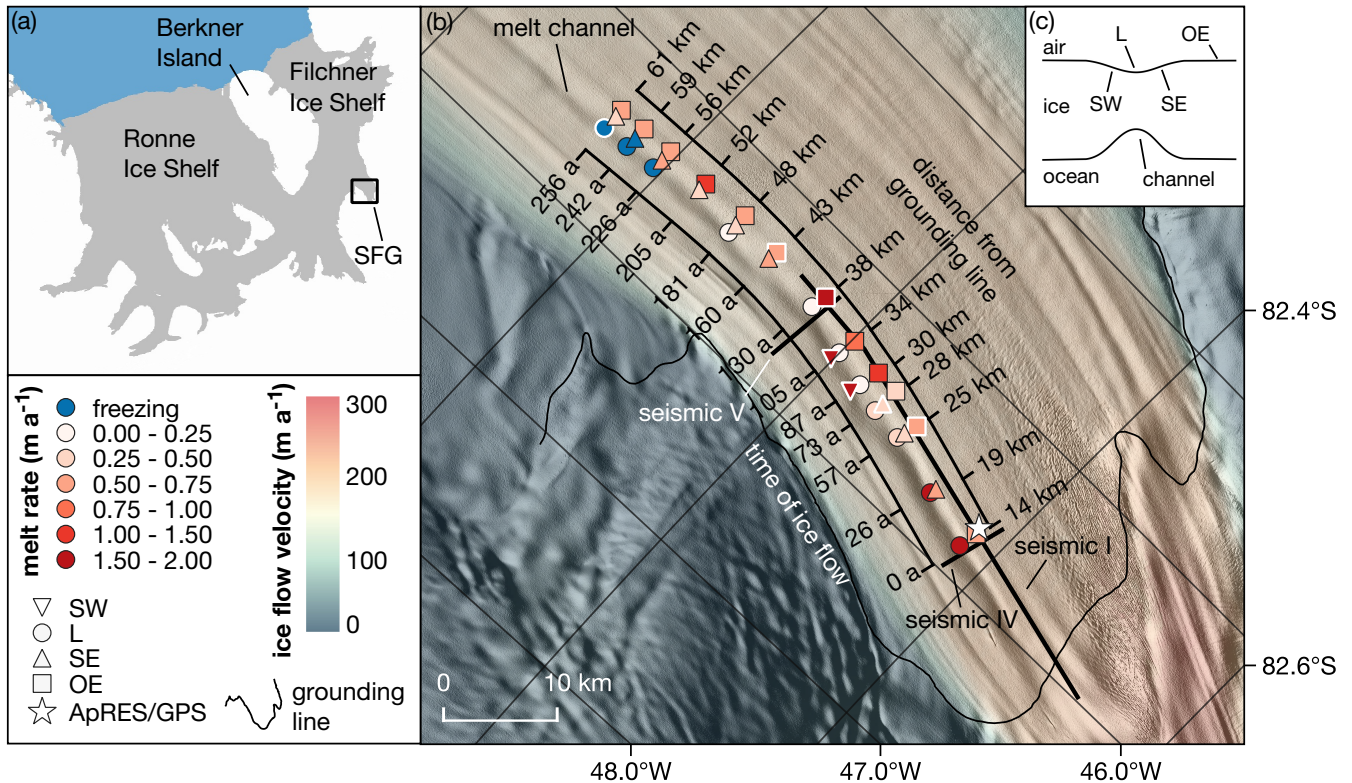 (a)
Berkner
Island
Filchner
Ice Shelf
Ronne
Ice Shelf
SFG
melt rate (m a⁻¹)
freezing
0.00 - 0.25
0.25 - 0.50
0.50 - 0.75
0.75 - 1.00
1.00 - 1.50
1.50 - 2.00
SW
L
SE
OE
ApRES/GPS
ice flow velocity (m a⁻¹)
300
200
100
0
grounding
line
(b)
melt channel
61 km
59 km
56 km
52 km
48 km
43 km
38 km
34 km
30 km
28 km
25 km
19 km
14 km
distance from
grounding line
256 a
242 a
226 a
205 a
181 a
160 a
130 a
105 a
87 a
73 a
57 a
26 a
0 a
time of ice flow
seismic V
seismic I
seismic IV
0 10 km
(c)
air
L
OE
ice
SW
SE
ocean
channel
82.4°S
82.6°S
48.0°W
47.0°W
46.0°W